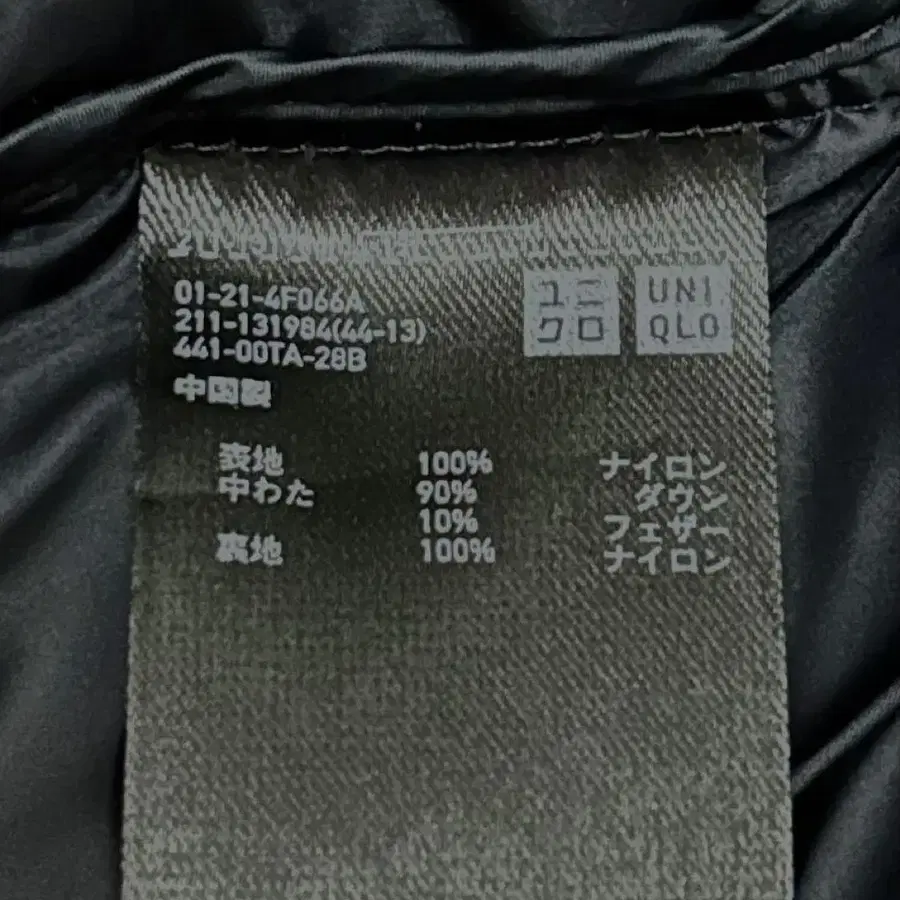 01-21-4F066A
211-131984(44-13)
441-00TA-28B
中国製
ユニ
クロ
UNI
QLO
表地 100% ナイロン
中わた 90% ダウン
10% フェザー
裏地 100% ナイロン